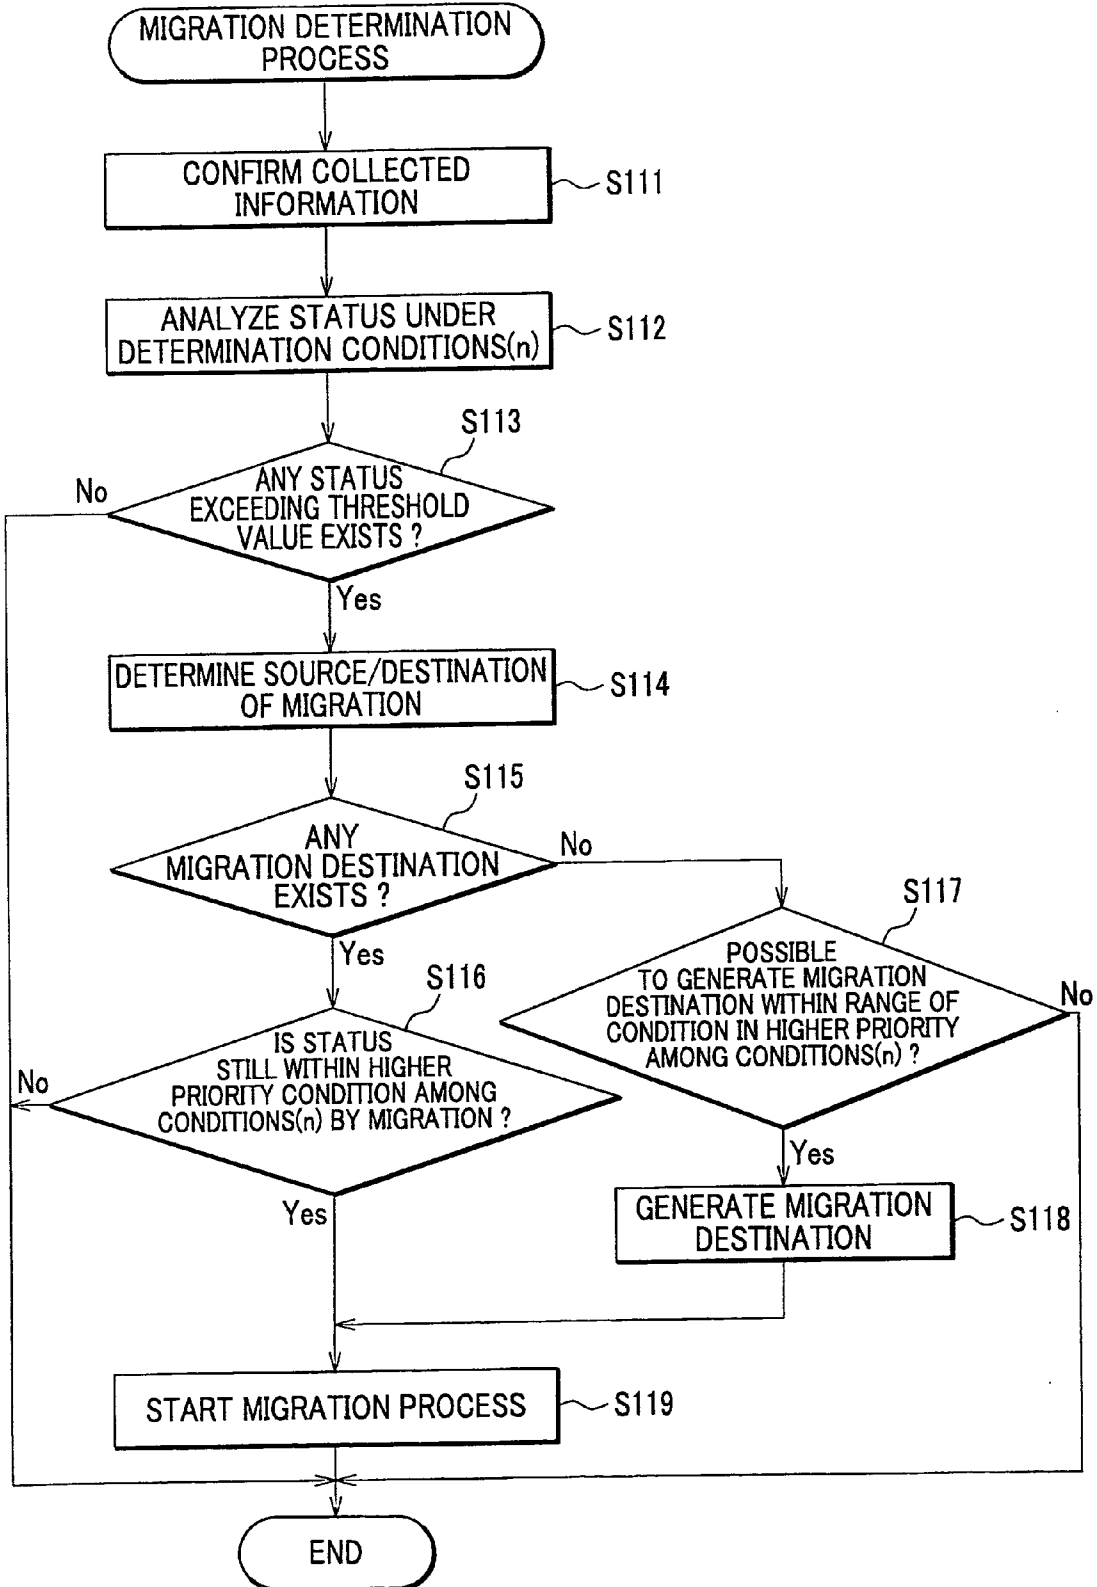 MIGRATION DETERMINATION
PROCESS
CONFIRM COLLECTED
INFORMATION
S111
ANALYZE STATUS UNDER
DETERMINATION CONDITIONS(n)
S112
S113
ANY STATUS
EXCEEDING THRESHOLD
VALUE EXISTS ?
No
Yes
DETERMINE SOURCE/DESTINATION
OF MIGRATION
S114
S115
ANY
MIGRATION DESTINATION
EXISTS ?
No
Yes
S117
POSSIBLE
TO GENERATE MIGRATION
DESTINATION WITHIN RANGE OF
CONDITION IN HIGHER PRIORITY
AMONG CONDITIONS(n) ?
No
S116
IS STATUS
STILL WITHIN HIGHER
PRIORITY CONDITION AMONG
CONDITIONS(n) BY MIGRATION ?
No
Yes
Yes
GENERATE MIGRATION
DESTINATION
S118
START MIGRATION PROCESS
S119
END